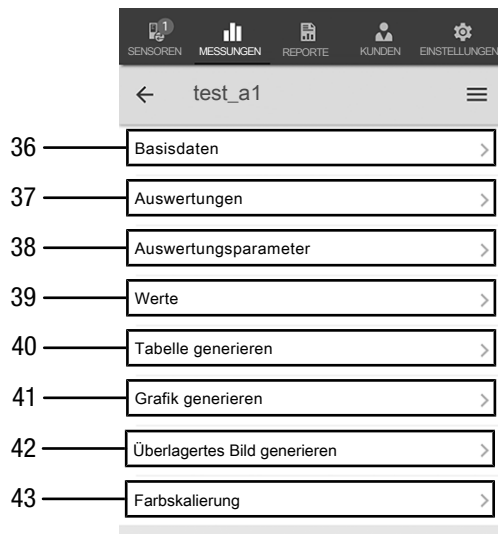 1
SENSOREN MESSUNGEN REPORTE KUNDEN EINSTELLUNGEN
test_a1
36 Basisdaten
37 Auswertungen
38 Auswertungsparameter
39 Werte
40 Tabelle generieren
41 Grafik generieren
42 Überlagertes Bild generieren
43 Farbskalierung